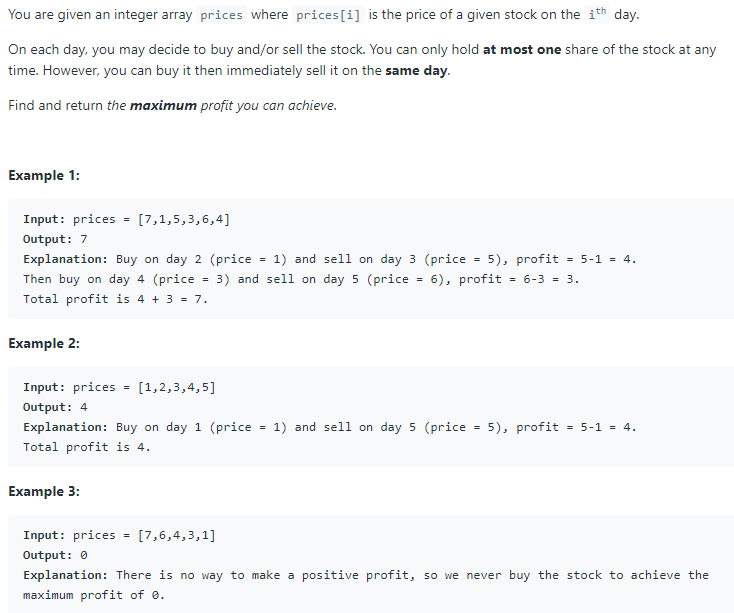 You are given an integer array prices where prices[i] is the price of a given stock on the ith day.
On each day, you may decide to buy and/or sell the stock. You can only hold at most one share of the stock at any
time. However, you can buy it then immediately sell it on the same day.
Find and return the maximum profit you can achieve.
Example 1:
Input: prices = [7,1,5,3,6,4]
Output: 7
Explanation: Buy on day 2 (price = 1) and sell on day 3 (price = 5), profit = 5-1 = 4.
Then buy on day 4 (price = 3) and sell on day 5 (price = 6), profit = 6-3 = 3.
Total profit is 4 + 3 = 7.
Example 2:
Input: prices = [1,2,3,4,5]
Output: 4
Explanation: Buy on day 1 (price = 1) and sell on day 5 (price = 5), profit = 5-1 = 4.
Total profit is 4.
Example 3:
Input: prices = [7,6,4,3,1]
Output: 0
Explanation: There is no way to make a positive profit, so we never buy the stock to achieve the
maximum profit of 0.